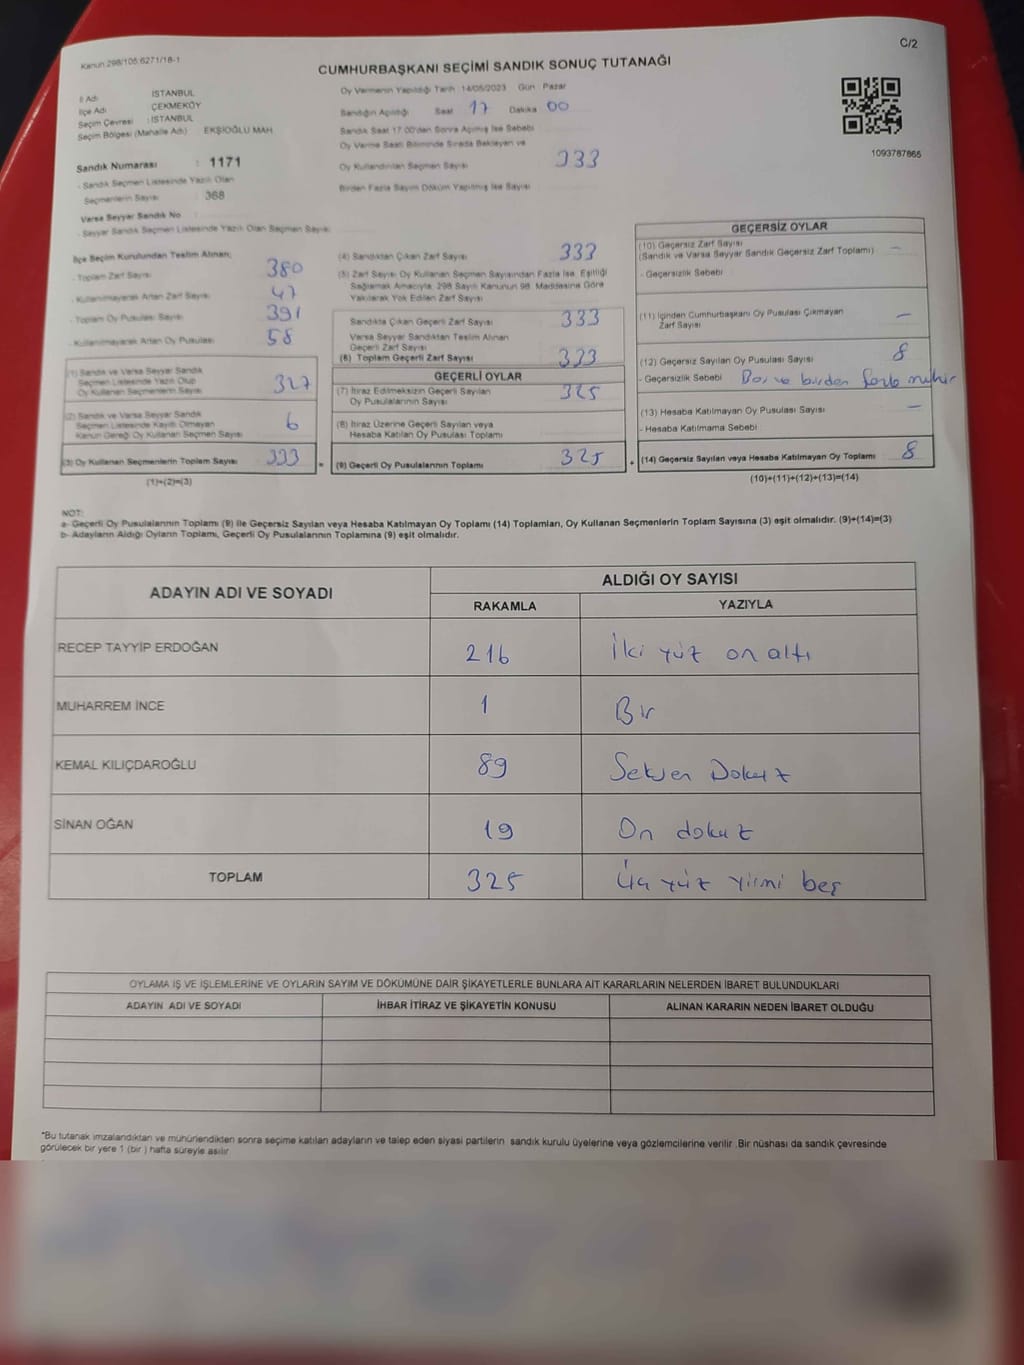 Kanun 298/105:6271/18-1
C/2
CUMHURBAŞKANI SEÇİMİ SANDIK SONUÇ TUTANAĞI
İl Adı İSTANBUL
İlçe Adı ÇEKMEKÖY
Seçim Çevresi : İSTANBUL
Seçim Bölgesi (Mahalle Adı) EKŞİOĞLU MAH
Sandık Numarası : 1171
- Sandık Seçmen Listesinde Yazılı Olan
Seçmenlerin Sayısı : 368
Varsa Seyyar Sandık No
- Seyyar Sandık Seçmen Listesinde Yazılı Olan Seçmen Sayısı
Oy Vermenin Yapıldığı Tarih 14/05/2023 Gün Pazar
Sandığın Açıldığı Saat 17 Dakika 00
Sandık Saat 17.00'dan Sonra Açılmış İse Sebebi
Oy Verme Saati Bitiminde Sırada Bekleyen ve
Oy Kullandırılan Seçmen Sayısı 333
Birden Fazla Sayım Döküm Yapılmış İse Sayısı
1093787865
İlçe Seçim Kurulundan Teslim Alınan;
- Toplam Zarf Sayısı 380
- Kullanılmayarak Artan Zarf Sayısı 47
- Toplam Oy Pusulası Sayısı 391
- Kullanılmayarak Artan Oy Pusulası 58
(1) Sandık ve Varsa Seyyar Sandık
Seçmen Listesinde Yazılı Olup
Oy Kullanan Seçmenlerin Sayısı 327
(2) Sandık ve Varsa Seyyar Sandık
Seçmen Listesinde Kayıtlı Olmayan
Kanun Gereği Oy Kullanan Seçmen Sayısı 6
(3) Oy Kullanan Seçmenlerin Toplam Sayısı 333 =
(1)+(2)=(3)
(4) Sandıktan Çıkan Zarf Sayısı 333
(5) Zarf Sayısı Oy Kullanan Seçmen Sayısından Fazla İse, Eşitliği
Sağlamak Amacıyla, 298 Sayılı Kanunun 98. Maddesine Göre
Yakılarak Yok Edilen Zarf Sayısı
Sandıkta Çıkan Geçerli Zarf Sayısı 333
Varsa Seyyar Sandıktan Teslim Alınan
Geçerli Zarf Sayısı
(6) Toplam Geçerli Zarf Sayısı 333
GEÇERLİ OYLAR
(7) İtiraz Edilmeksizin Geçerli Sayılan
Oy Pusulalarının Sayısı 325
(8) İtiraz Üzerine Geçerli Sayılan veya
Hesaba Katılan Oy Pusulası Toplamı
(9) Geçerli Oy Pusulalarının Toplamı 325 +
GEÇERSİZ OYLAR
(10) Geçersiz Zarf Sayısı
(Sandık ve Varsa Seyyar Sandık Geçersiz Zarf Toplamı) -
- Geçersizlik Sebebi
(11) İçinden Cumhurbaşkanı Oy Pusulası Çıkmayan
Zarf Sayısı -
(12) Geçersiz Sayılan Oy Pusulası Sayısı 8
- Geçersizlik Sebebi Boş ve birden fazla mühür
(13) Hesaba Katılmayan Oy Pusulası Sayısı -
- Hesaba Katılmama Sebebi
(14) Geçersiz Sayılan veya Hesaba Katılmayan Oy Toplamı 8
(10)+(11)+(12)+(13)=(14)
NOT:
a- Geçerli Oy Pusulalarının Toplamı (9) ile Geçersiz Sayılan veya Hesaba Katılmayan Oy Toplamı (14) Toplamları, Oy Kullanan Seçmenlerin Toplam Sayısına (3) eşit olmalıdır. (9)+(14)=(3)
b- Adayların Aldığı Oyların Toplamı, Geçerli Oy Pusulalarının Toplamına (9) eşit olmalıdır.
ADAYIN ADI VE SOYADI
ALDIĞI OY SAYISI
RAKAMLA YAZIYLA
RECEP TAYYİP ERDOĞAN 216 İki yüz on altı
MUHARREM İNCE 1 Bir
KEMAL KILIÇDAROĞLU 89 Seksen Dokuz
SİNAN OĞAN 19 On dokuz
TOPLAM 325 Üç yüz yirmi beş
OYLAMA İŞ VE İŞLEMLERİNE VE OYLARIN SAYIM VE DÖKÜMÜNE DAİR ŞİKAYETLERLE BUNLARA AİT KARARLARIN NELERDEN İBARET BULUNDUKLARI
ADAYIN ADI VE SOYADI İHBAR İTİRAZ VE ŞİKAYETİN KONUSU ALINAN KARARIN NEDEN İBARET OLDUĞU
*Bu tutanak imzalandıktan ve mühürlendikten sonra seçime katılan adayların ve talep eden siyasi partilerin sandık kurulu üyelerine veya gözlemcilerine verilir .Bir nüshası da sandık çevresinde
görülecek bir yere 1 (bir ) hafta süreyle asılır